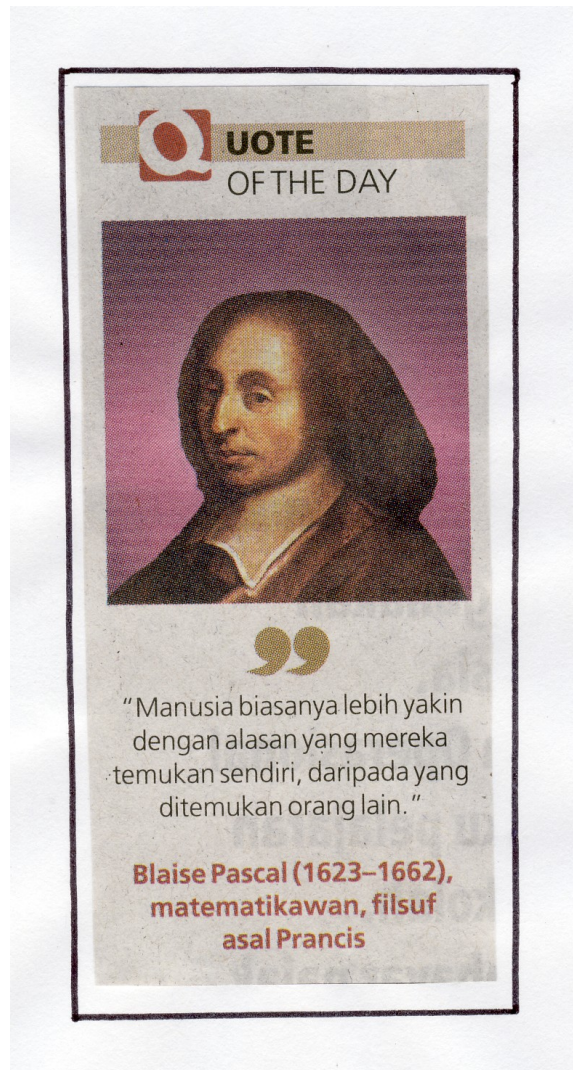 QUOTE
OF THE DAY
"Manusia biasanya lebih yakin
dengan alasan yang mereka
temukan sendiri, daripada yang
ditemukan orang lain."
Blaise Pascal (1623–1662),
matematikawan, filsuf
asal Prancis